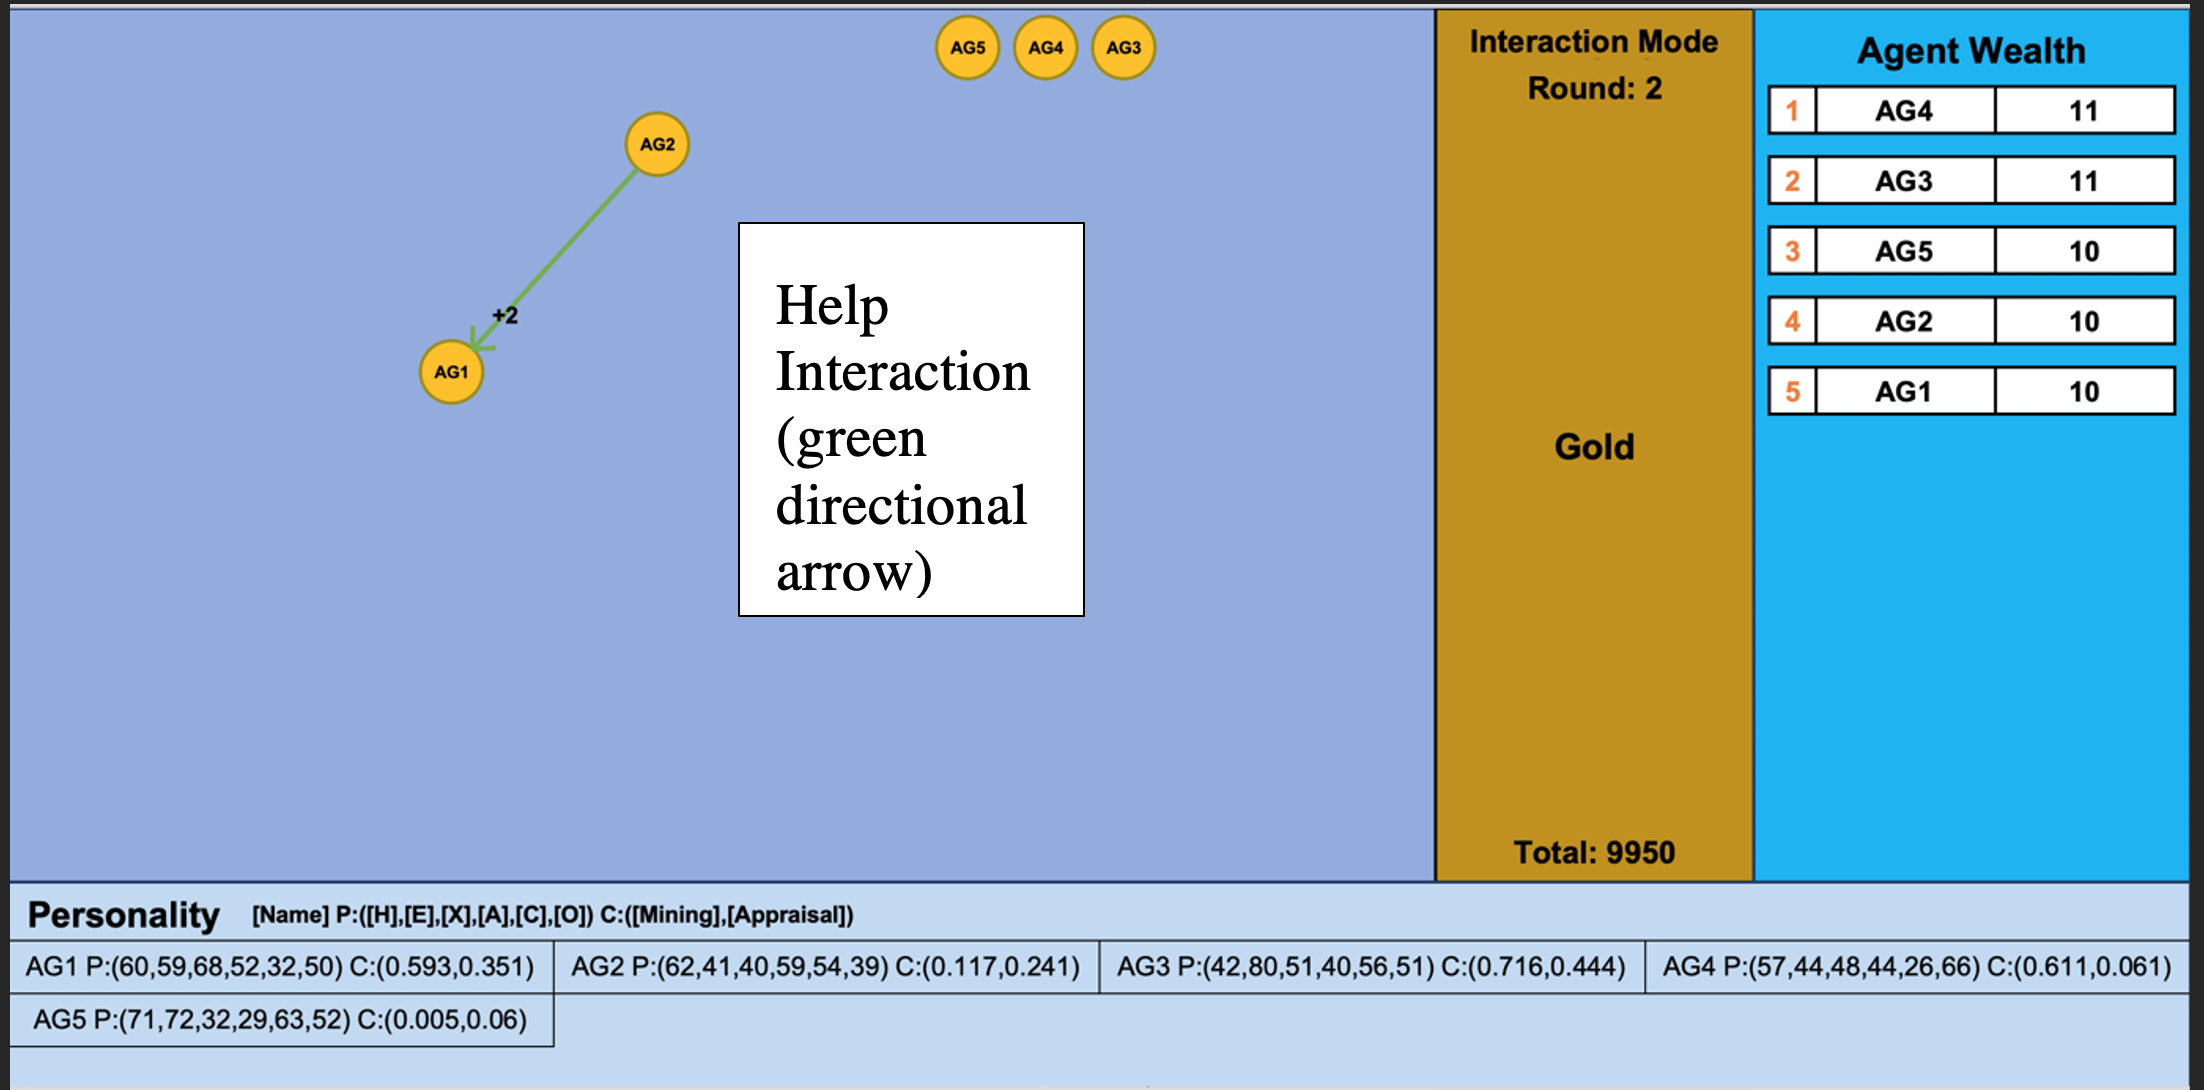 AG5 AG4 AG3
AG2
+2
AG1
Help
Interaction
(green
directional
arrow)
Interaction Mode
Round: 2
Gold
Total: 9950
Agent Wealth
1 AG4 11
2 AG3 11
3 AG5 10
4 AG2 10
5 AG1 10
Personality [Name] P:([H],[E],[X],[A],[C],[O]) C:([Mining],[Appraisal])
AG1 P:(60,59,68,52,32,50) C:(0.593,0.351) AG2 P:(62,41,40,59,54,39) C:(0.117,0.241) AG3 P:(42,80,51,40,56,51) C:(0.716,0.444) AG4 P:(57,44,48,44,26,66) C:(0.611,0.061)
AG5 P:(71,72,32,29,63,52) C:(0.005,0.06)